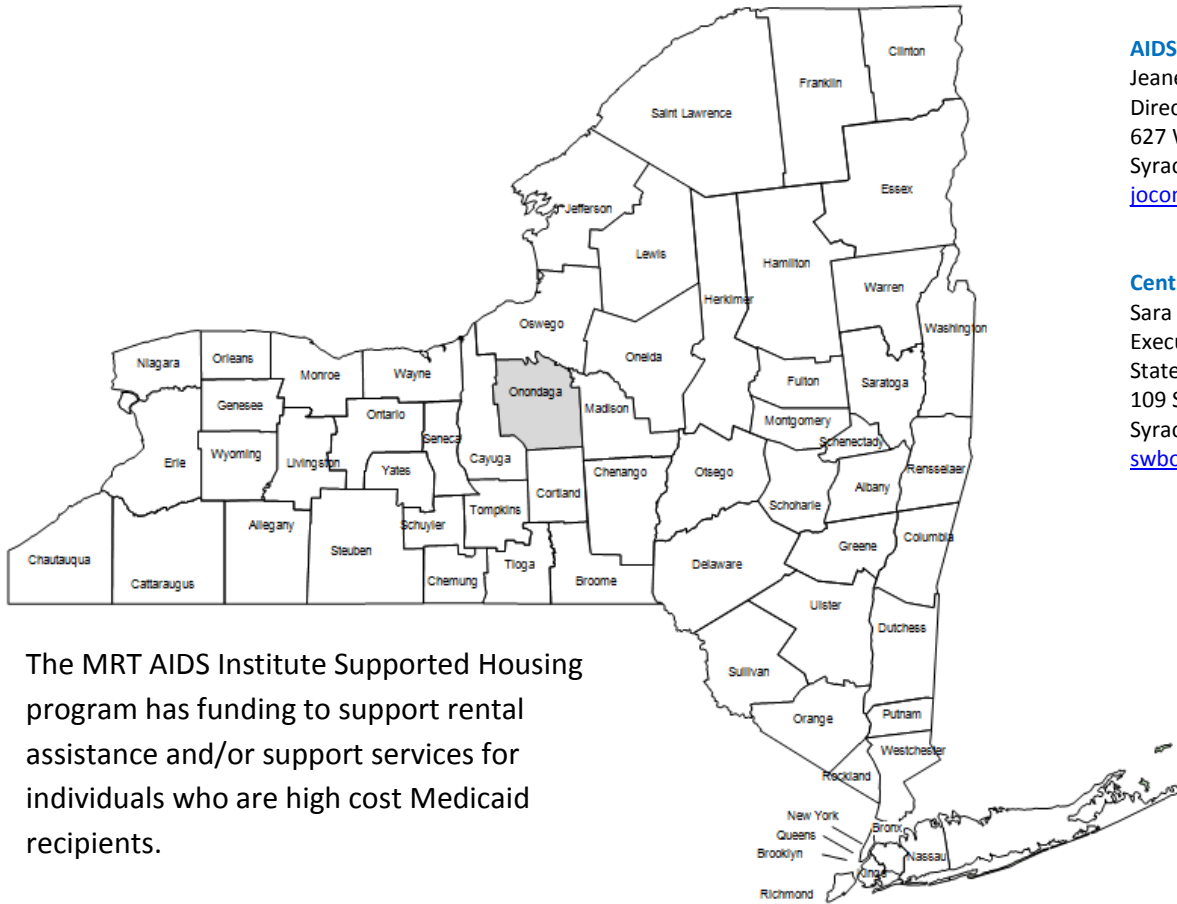 Clinton
Franklin
Saint Lawrence
Essex
Jefferson
Lewis
Hamilton
Herkimer
Warren
Washington
Oswego
Oneida
Niagara
Orleans
Monroe
Wayne
Onondaga
Madison
Fulton
Saratoga
Genesee
Ontario
Seneca
Cayuga
Montgomery
Schenectady
Erie
Wyoming
Livingston
Yates
Cortland
Chenango
Otsego
Schoharie
Albany
Rensselaer
Tompkins
Schuyler
Allegany
Steuben
Chautauqua
Cattaraugus
Chemung
Tioga
Broome
Delaware
Greene
Columbia
Ulster
Dutchess
Sullivan
Orange
Putnam
Westchester
Rockland
New York
Bronx
Queens
Brooklyn
Kings
Nassau
Richmond
The MRT AIDS Institute Supported Housing
program has funding to support rental
assistance and/or support services for
individuals who are high cost Medicaid
recipients.
AIDS
Jeane
Direc
627 W
Syrac
jocor
Cent
Sara
Execu
State
109 S
Syrac
swbo